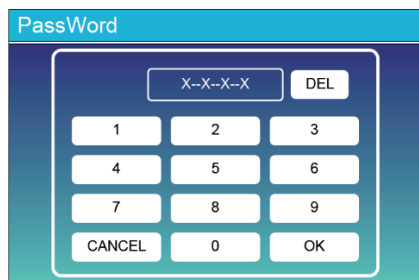 PassWord
X--X--X--X DEL
1 2 3
4 5 6
7 8 9
CANCEL 0 OK